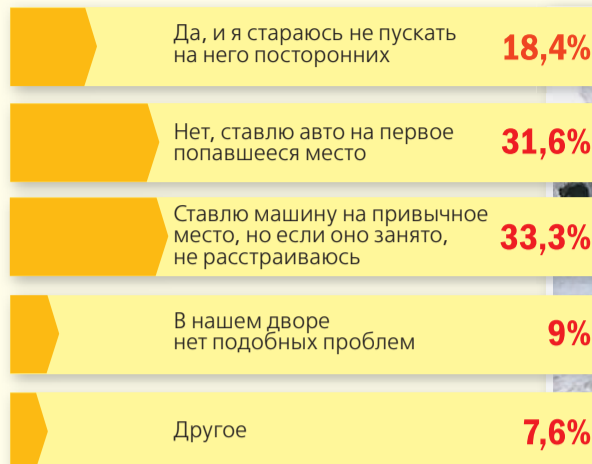 Да, и я стараюсь не пускать
на него посторонних
18,4%
Нет, ставлю авто на первое
попавшееся место
31,6%
Ставлю машину на привычное
место, но если оно занято,
не расстраиваюсь
33,3%
В нашем дворе
нет подобных проблем
9%
Другое
7,6%